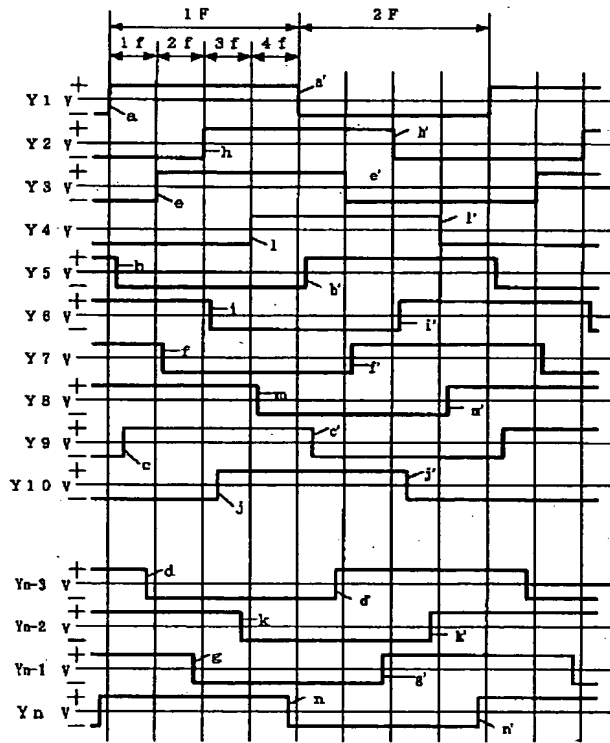 1 F 2 F
1 f 2 f 3 f 4 f
Y 1 V + − a a'
Y 2 V + − h h'
Y 3 V + − e e'
Y 4 V + − l l'
Y 5 V + − b b'
Y 6 V + − i i'
Y 7 V f f'
Y 8 V + − m m'
Y 9 V + − c c'
Y 10 V + − j j'
Yn-3 V + − d d'
Yn-2 V + − k k'
Yn-1 V + − g g'
Yn V + − n n'